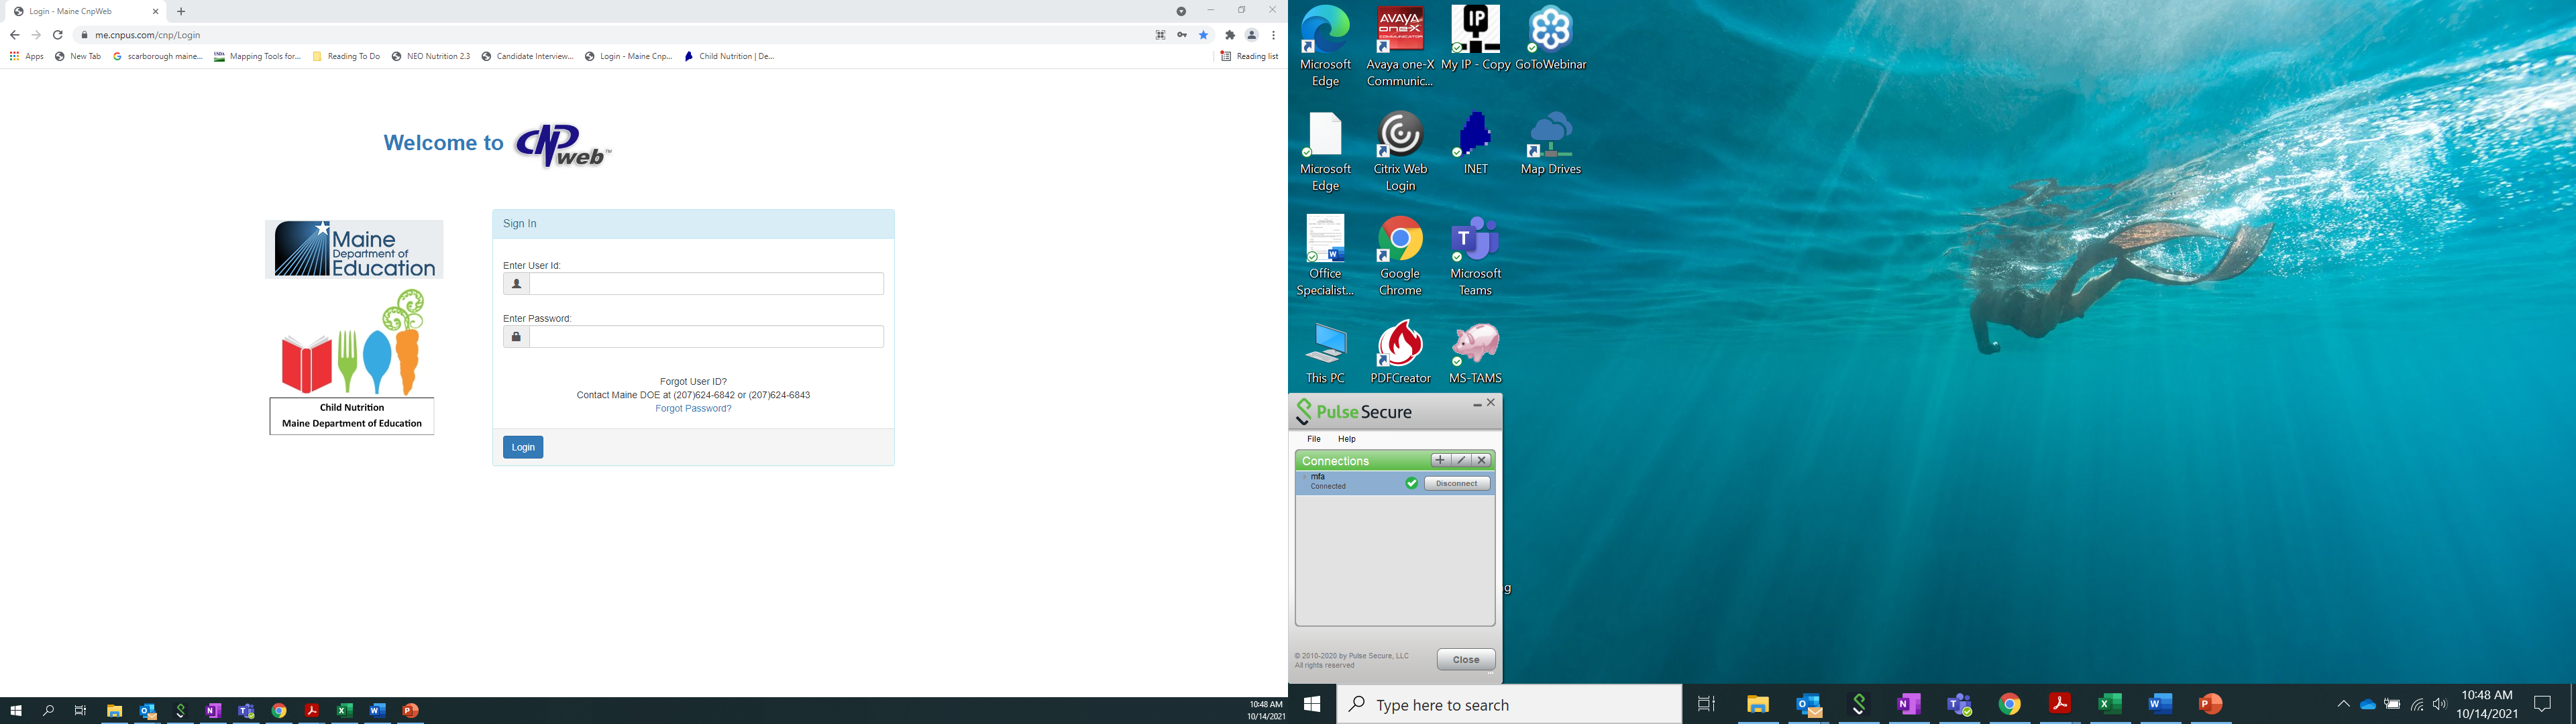 Login - Maine CnpWeb
me.cnpus.com/cnp/Login
Apps New Tab scarborough maine... Mapping Tools for... Reading To Do NEO Nutrition 2.3 Candidate Interview... Login - Maine Cnp... Child Nutrition | De... Reading list
Welcome to CNP web™
Maine
Department of
Education
Child Nutrition
Maine Department of Education
Sign In
Enter User Id:
Enter Password:
Forgot User ID?
Contact Maine DOE at (207)624-6842 or (207)624-6843
Forgot Password?
Login
10:48 AM
10/14/2021
AVAYA
one-X
COMMUNICATOR
IP
Microsoft
Edge
Avaya one-X
Communic...
My IP - Copy
GoToWebinar
Microsoft
Edge
Citrix Web
Login
INET
Map Drives
Office
Specialist...
Google
Chrome
Microsoft
Teams
This PC
PDFCreator
MS-TAMS
Pulse Secure
File Help
Connections
mfa
Connected
Disconnect
.g
© 2010-2020 by Pulse Secure, LLC
All rights reserved
Close
Type here to search
10:48 AM
10/14/2021